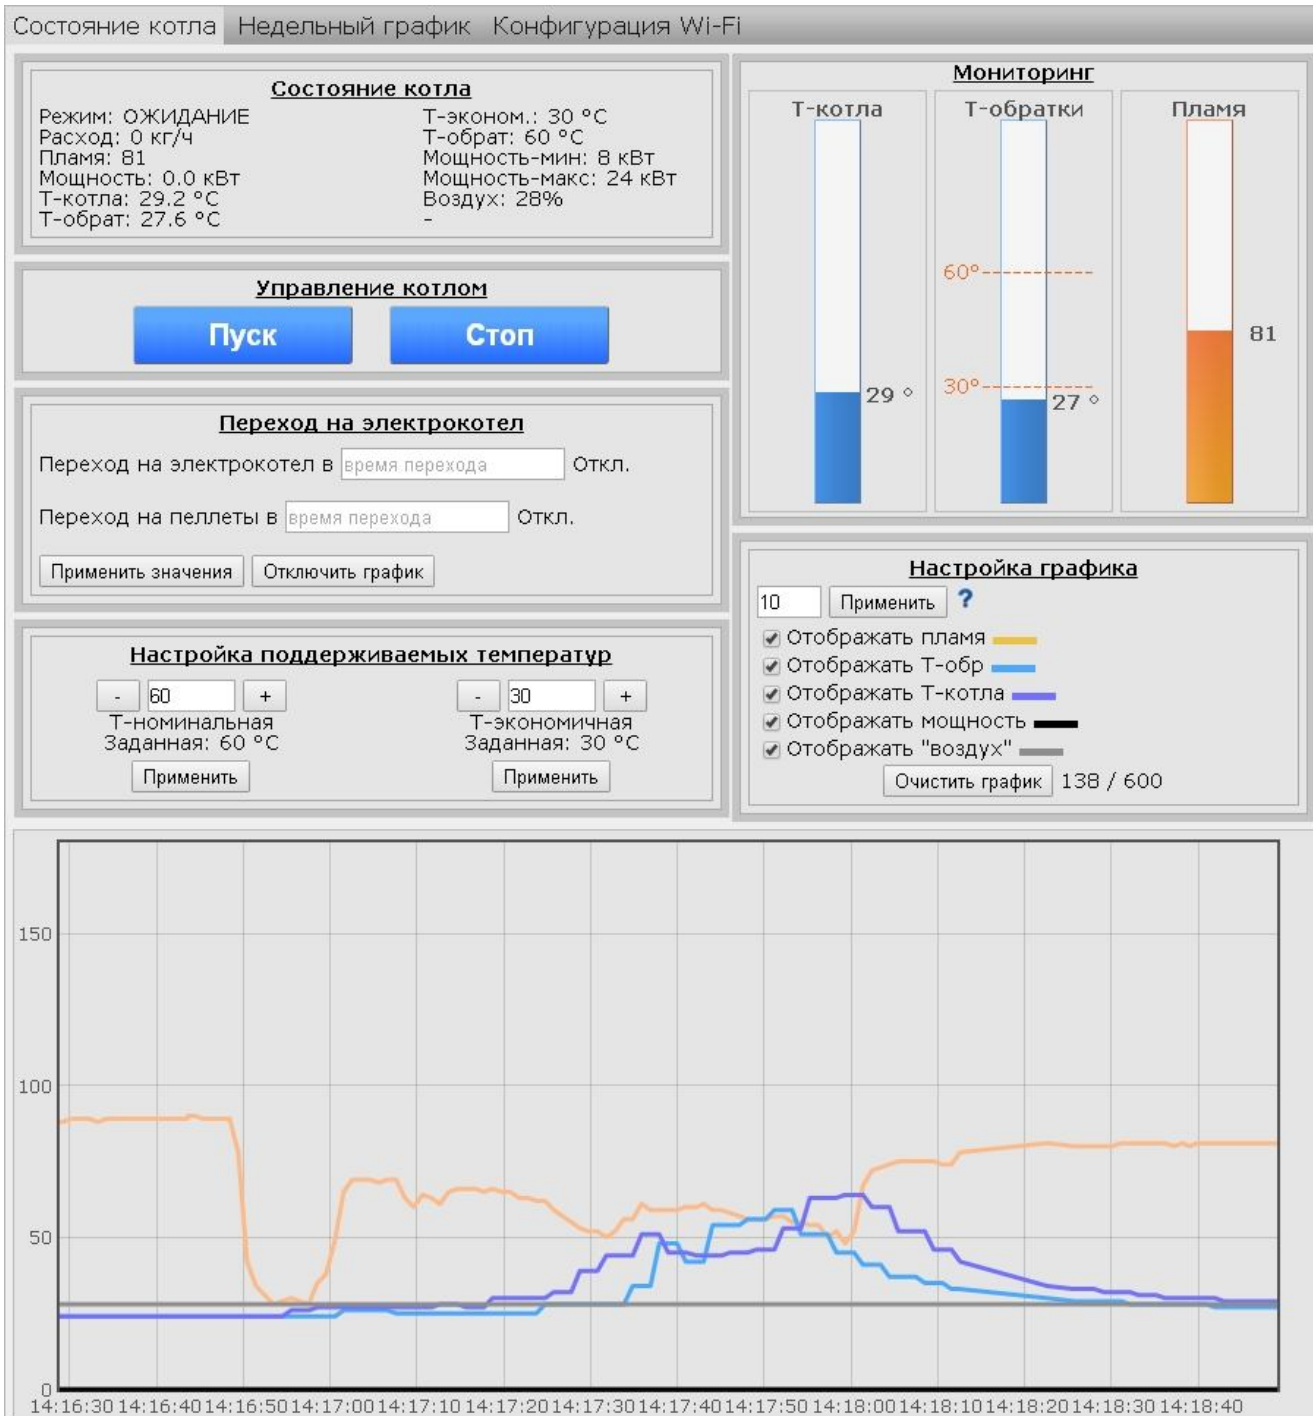 Состояние котла Недельный график Конфигурация Wi-Fi
Состояние котла
Режим: ОЖИДАНИЕ
Расход: 0 кг/ч
Пламя: 81
Мощность: 0.0 кВт
Т-котла: 29.2 °C
Т-обрат: 27.6 °C
Т-эконом.: 30 °C
Т-обрат: 60 °C
Мощность-мин: 8 кВт
Мощность-макс: 24 кВт
Воздух: 28%
-
Управление котлом
Пуск Стоп
Переход на электрокотел
Переход на электрокотел в время перехода Откл.
Переход на пеллеты в время перехода Откл.
Применить значения Отключить график
Настройка поддерживаемых температур
- 60 +
Т-номинальная
Заданная: 60 °C
Применить
- 30 +
Т-экономичная
Заданная: 30 °C
Применить
Мониторинг
Т-котла Т-обратки Пламя
60°
81
30°
29 °
27 °
Настройка графика
10 Применить ?
Отображать пламя
Отображать Т-обр
Отображать Т-котла
Отображать мощность
Отображать "воздух"
Очистить график 138 / 600
150
100
50
0
14:16:30 14:16:40 14:16:50 14:17:00 14:17:10 14:17:20 14:17:30 14:17:40 14:17:50 14:18:00 14:18:10 14:18:20 14:18:30 14:18:40